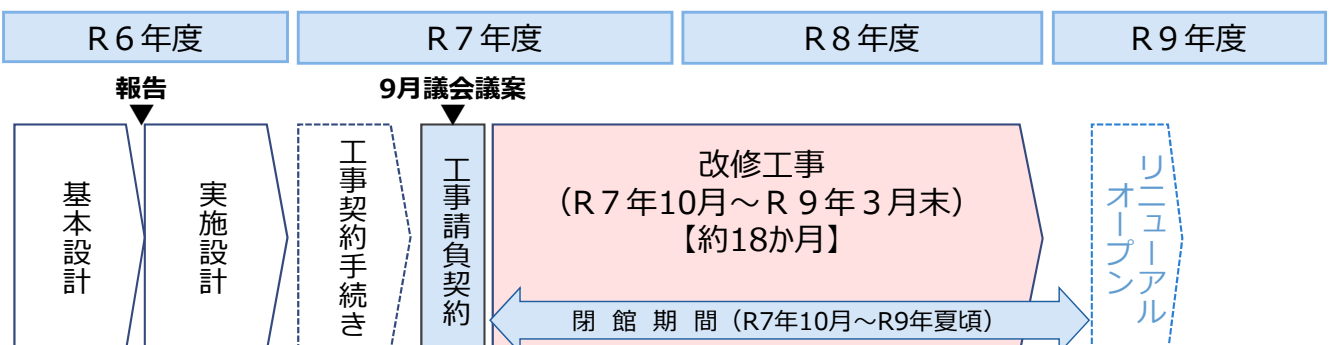 R6年度
R7年度
R8年度
R9年度
報告
9月議会議案
基本設計
実施設計
工事契約手続き
工事請負契約
改修工事
（R7年10月～R9年3月末）
【約18か月】
閉館期間（R7年10月～R9年夏頃）
リニューアル
オープン